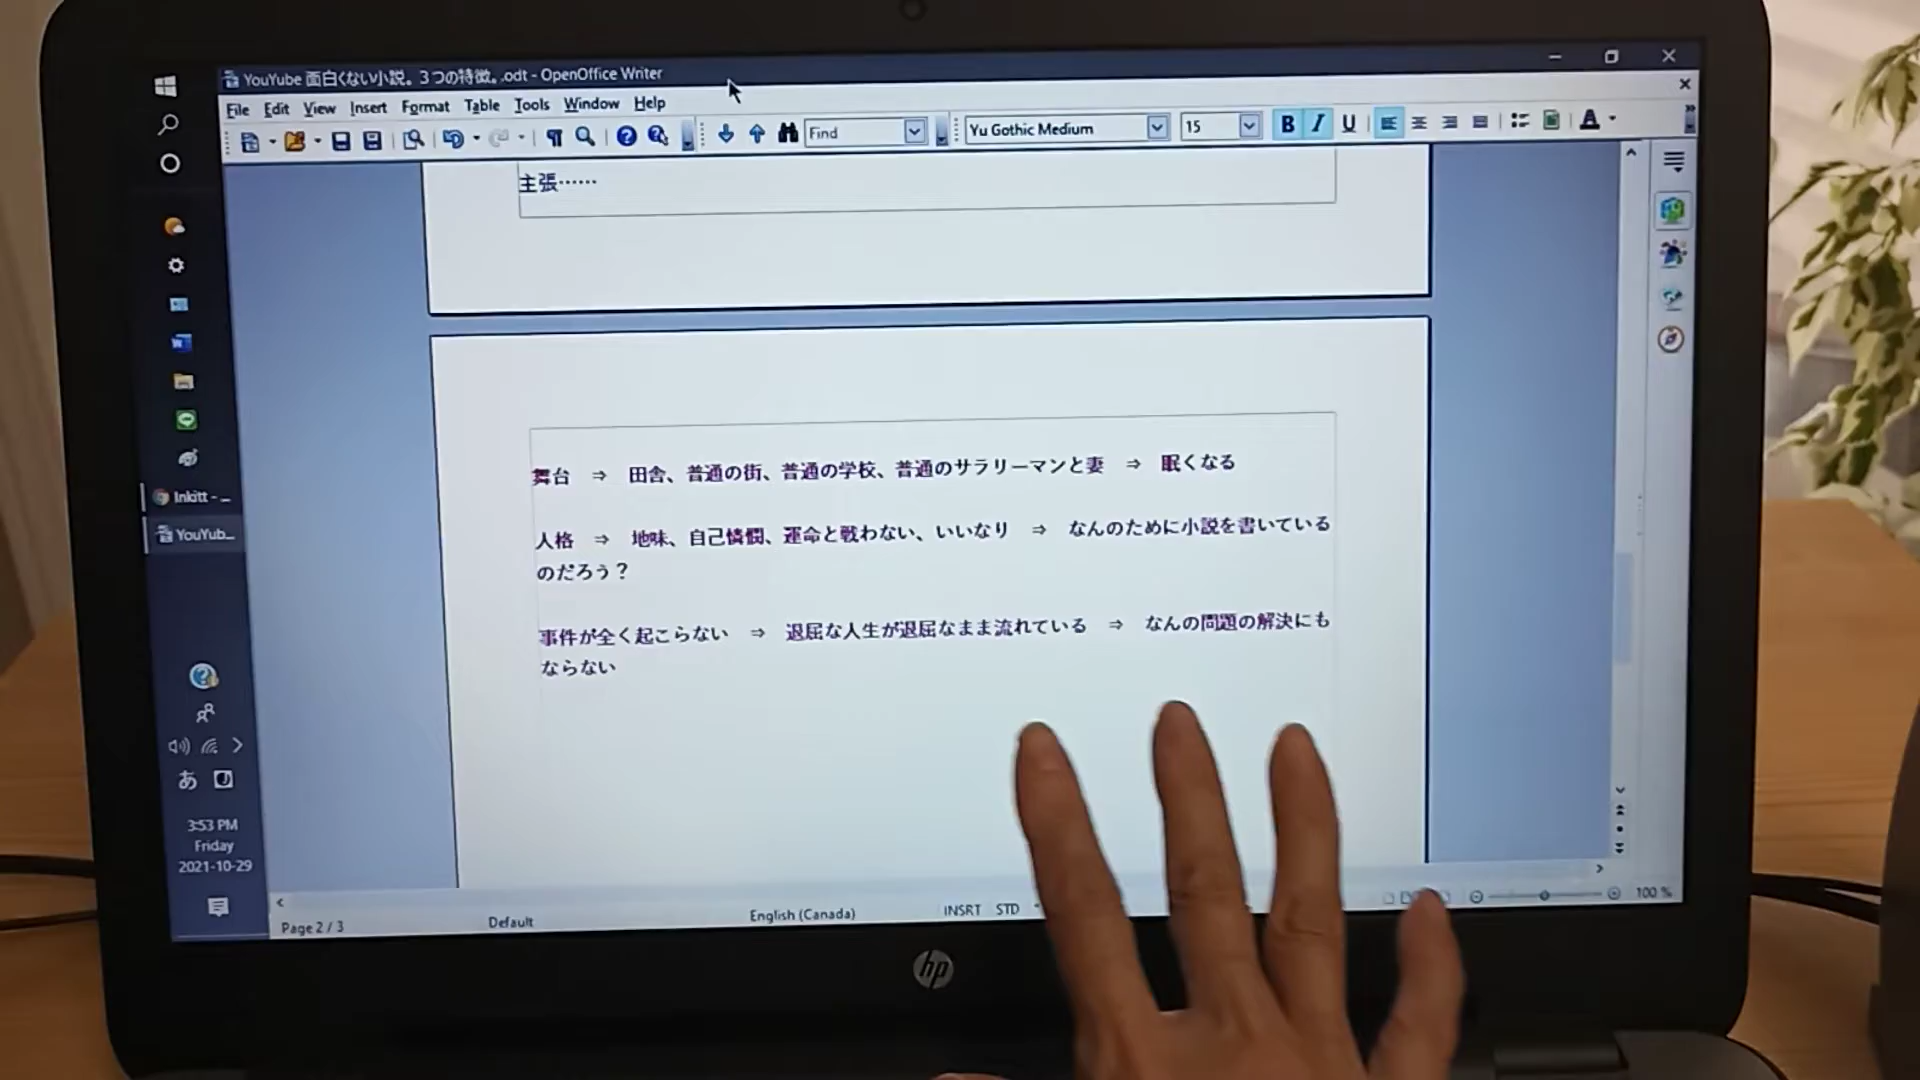 YouYube 面白くない小説。３つの特徴。.odt - OpenOffice Writer
File Edit View Insert Format Table Tools Window Help
Find
Yu Gothic Medium
15
B I U
A
主張……
舞台 ⇒ 田舎、普通の街、普通の学校、普通のサラリーマンと妻 ⇒ 眠くなる
人格 ⇒ 地味、自己憐憫、運命と戦わない、いいなり ⇒ なんのために小説を書いている
のだろう？
事件が全く起こらない ⇒ 退屈な人生が退屈なまま流れている ⇒ なんの問題の解決にも
ならない
Inkitt - ...
YouYub...
あ
3:53 PM
Friday
2021-10-29
Page 2 / 3
Default
English (Canada)
INSRT
STD
100 %
hp